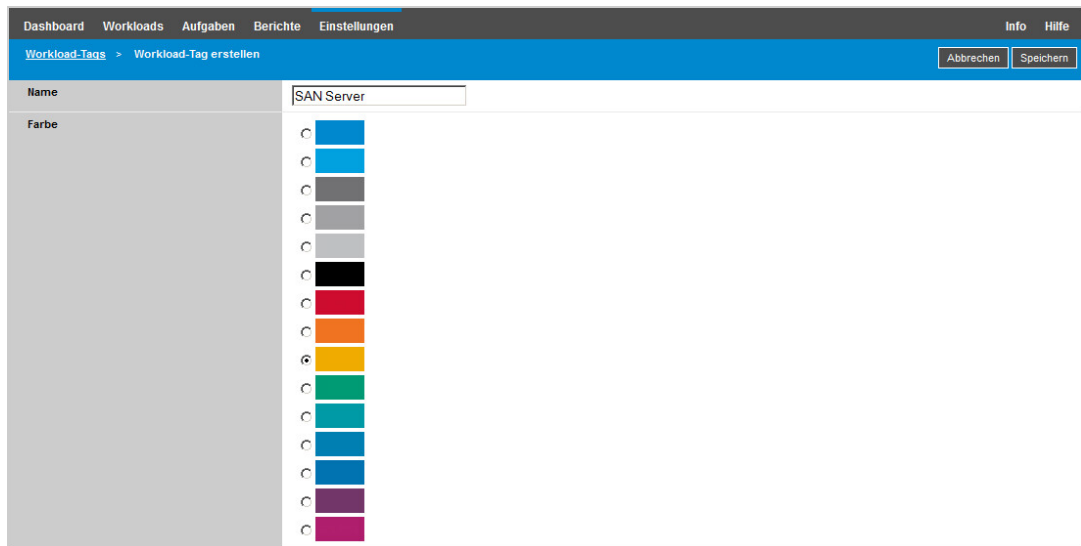 Dashboard Workloads Aufgaben Berichte Einstellungen Info Hilfe
Workload-Tags > Workload-Tag erstellen Abbrechen Speichern
Name SAN Server
Farbe